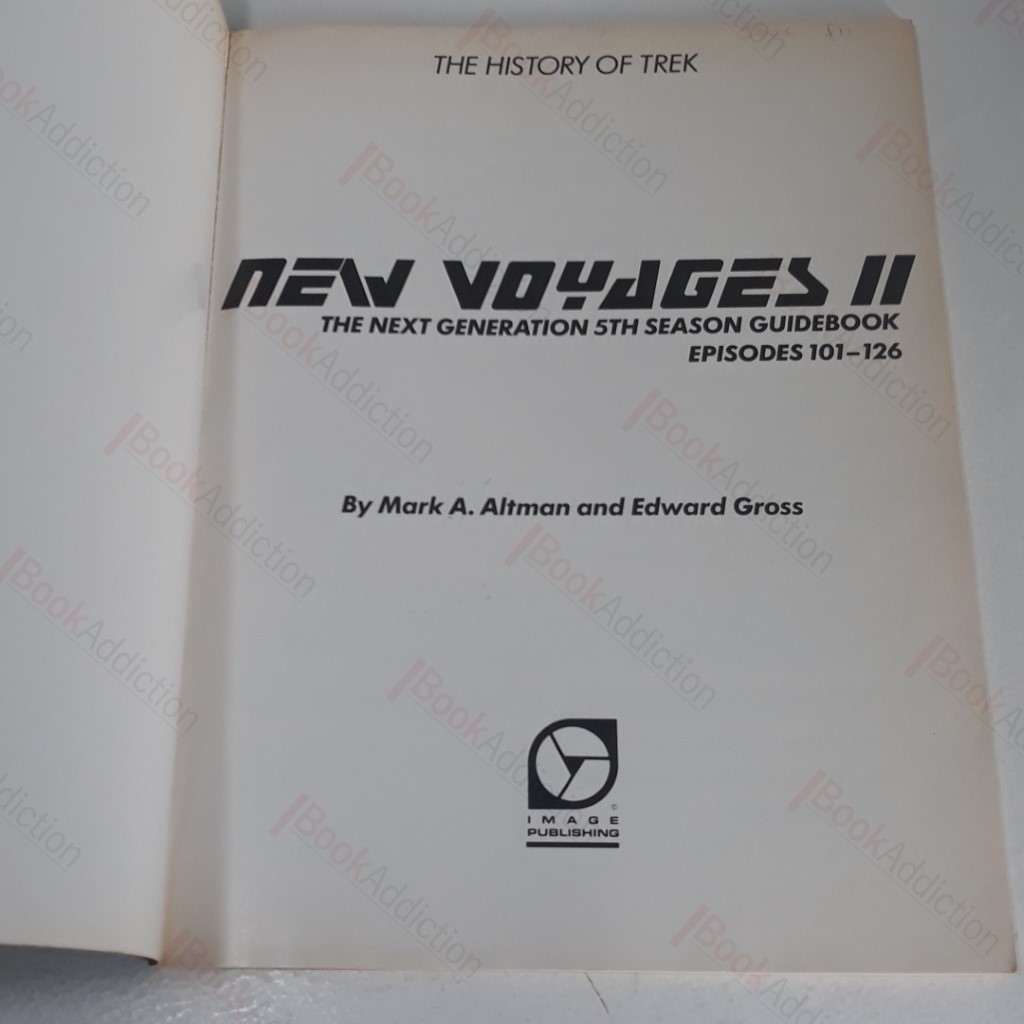 THE HISTORY OF TREK
NEW VOYAGES II
THE NEXT GENERATION 5TH SEASON GUIDEBOOK
EPISODES 101–126
By Mark A. Altman and Edward Gross
©
IMAGE
PUBLISHING
BookAddiction